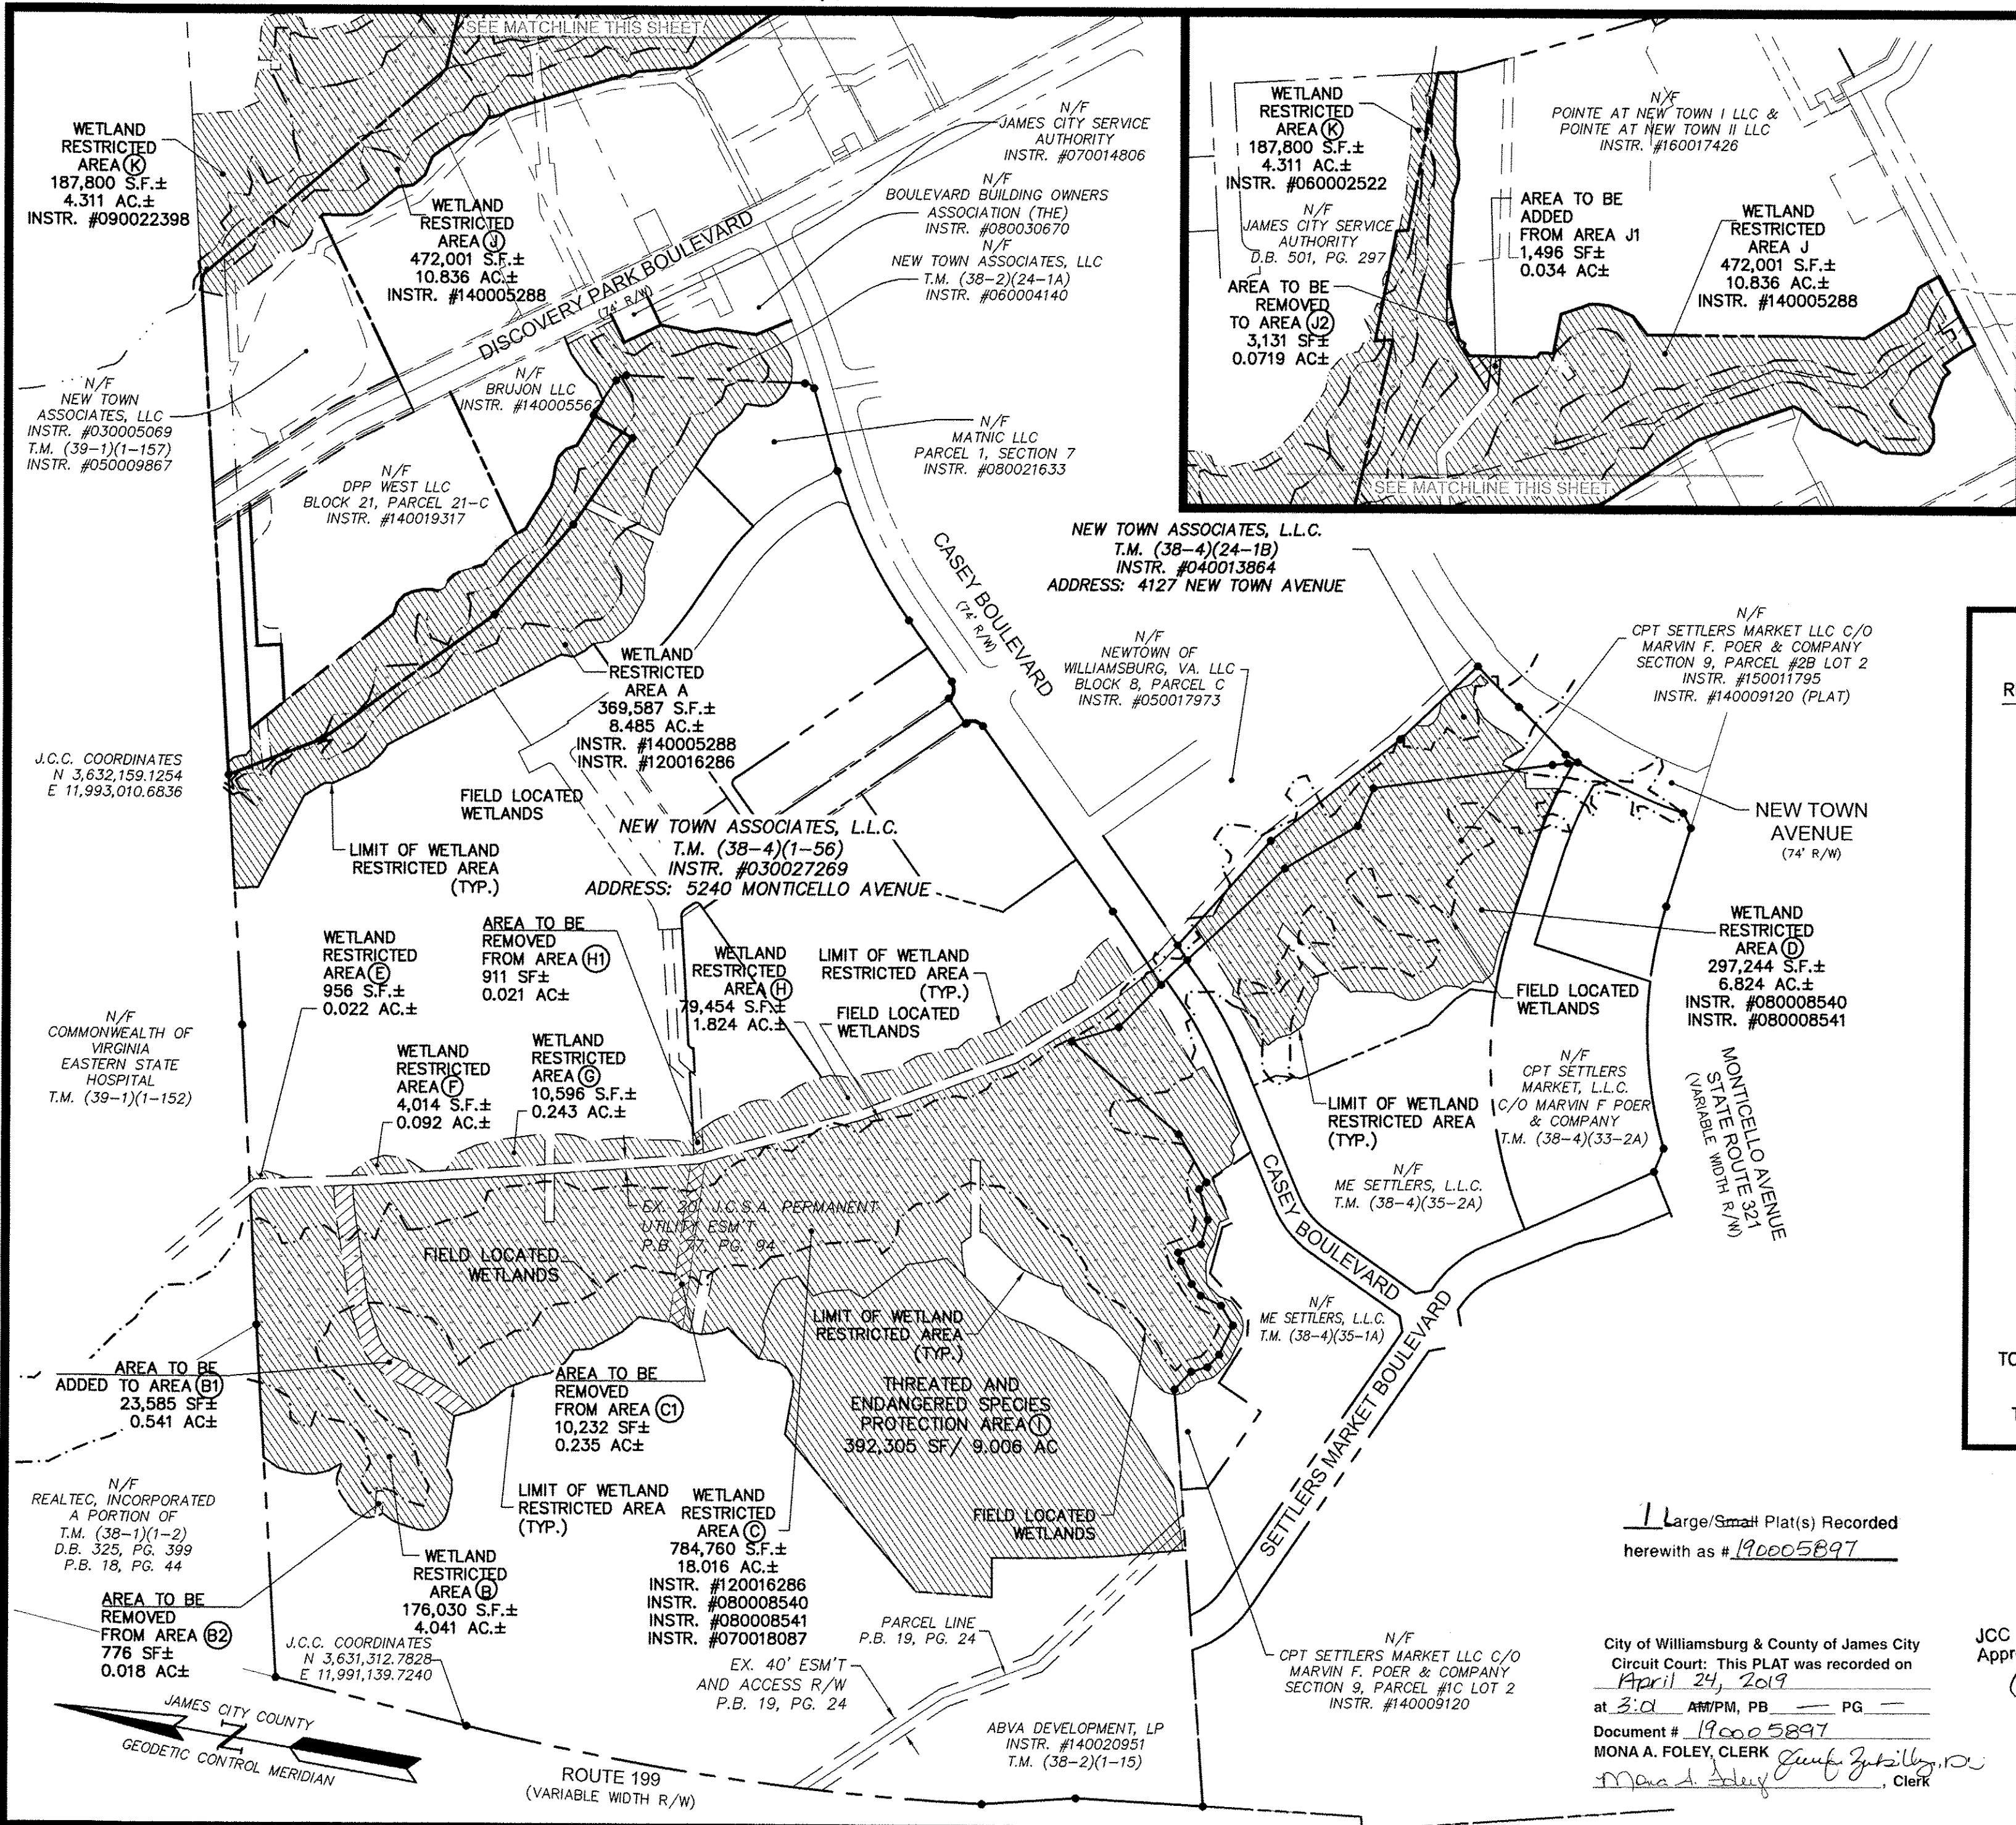 SEE MATCHLINE THIS SHEET
WETLAND
RESTRICTED
AREA K
187,800 S.F.±
4.311 AC.±
INSTR. #090022398
WETLAND
RESTRICTED
AREA J
472,001 S.F.±
10.836 AC.±
INSTR. #140005288
N/F
JAMES CITY SERVICE
AUTHORITY
INSTR. #070014806
N/F
BOULEVARD BUILDING OWNERS
ASSOCIATION (THE)
INSTR. #080030670
N/F
NEW TOWN ASSOCIATES, LLC
T.M. (38-2)(24-1A)
INSTR. #060004140
DISCOVERY PARK BOULEVARD
(74' R/W)
N/F
BRUJON LLC
INSTR. #140005562
N/F
NEW TOWN
ASSOCIATES, LLC
INSTR. #030005069
T.M. (39-1)(1-157)
INSTR. #050009867
N/F
DPP WEST LLC
BLOCK 21, PARCEL 21-C
INSTR. #140019317
N/F
MATNIC LLC
PARCEL 1, SECTION 7
INSTR. #080021633
WETLAND
RESTRICTED
AREA K
187,800 S.F.±
4.311 AC.±
INSTR. #060002522
N/F
JAMES CITY SERVICE
AUTHORITY
D.B. 501, PG. 297
AREA TO BE
REMOVED
TO AREA J2
3,131 SF±
0.0719 AC±
N/F
POINTE AT NEW TOWN I LLC &
POINTE AT NEW TOWN II LLC
INSTR. #160017426
AREA TO BE
ADDED
FROM AREA J1
1,496 SF±
0.034 AC±
WETLAND
RESTRICTED
AREA J
472,001 S.F.±
10.836 AC.±
INSTR. #140005288
SEE MATCHLINE THIS SHEET
CASEY BOULEVARD
(74' R/W)
NEW TOWN ASSOCIATES, L.L.C.
T.M. (38-4)(24-1B)
INSTR. #040013864
ADDRESS: 4127 NEW TOWN AVENUE
N/F
NEWTOWN OF
WILLIAMSBURG, VA. LLC
BLOCK 8, PARCEL C
INSTR. #050017973
N/F
CPT SETTLERS MARKET LLC C/O
MARVIN F. POER & COMPANY
SECTION 9, PARCEL #2B LOT 2
INSTR. #150011795
INSTR. #140009120 (PLAT)
WETLAND
RESTRICTED
AREA A
369,587 S.F.±
8.485 AC.±
INSTR. #140005288
INSTR. #120016286
J.C.C. COORDINATES
N 3,632,159.1254
E 11,993,010.6836
FIELD LOCATED
WETLANDS
LIMIT OF WETLAND
RESTRICTED AREA
(TYP.)
NEW TOWN ASSOCIATES, L.L.C.
T.M. (38-4)(1-56)
INSTR. #030027269
ADDRESS: 5240 MONTICELLO AVENUE
NEW TOWN
AVENUE
(74' R/W)
WETLAND
RESTRICTED
AREA E
956 S.F.±
0.022 AC.±
AREA TO BE
REMOVED
FROM AREA H1
911 SF±
0.021 AC±
WETLAND
RESTRICTED
AREA H
79,454 S.F.±
1.824 AC.±
LIMIT OF WETLAND
RESTRICTED AREA
(TYP.)
FIELD LOCATED
WETLANDS
WETLAND
RESTRICTED
AREA D
297,244 S.F.±
6.824 AC.±
INSTR. #080008540
INSTR. #080008541
FIELD LOCATED
WETLANDS
N/F
COMMONWEALTH OF
VIRGINIA
EASTERN STATE
HOSPITAL
T.M. (39-1)(1-152)
WETLAND
RESTRICTED
AREA F
4,014 S.F.±
0.092 AC.±
WETLAND
RESTRICTED
AREA G
10,596 S.F.±
0.243 AC.±
LIMIT OF WETLAND
RESTRICTED AREA
(TYP.)
N/F
CPT SETTLERS
MARKET, L.L.C.
C/O MARVIN F POER
& COMPANY
T.M. (38-4)(33-2A)
MONTICELLO AVENUE
STATE ROUTE 321
(VARIABLE WIDTH R/W)
EX. 20' J.C.S.A. PERMANENT
UTILITY ESM'T
P.B. 77, PG. 94
FIELD LOCATED
WETLANDS
CASEY BOULEVARD
N/F
ME SETTLERS, L.L.C.
T.M. (38-4)(35-2A)
N/F
ME SETTLERS, L.L.C.
T.M. (38-4)(35-1A)
SETTLERS MARKET BOULEVARD
LIMIT OF WETLAND
RESTRICTED AREA
(TYP.)
THREATED AND
ENDANGERED SPECIES
PROTECTION AREA I
392,305 SF/ 9.006 AC
AREA TO BE
ADDED TO AREA B1
23,585 SF±
0.541 AC±
AREA TO BE
REMOVED
FROM AREA C1
10,232 SF±
0.235 AC±
N/F
REALTEC, INCORPORATED
A PORTION OF
T.M. (38-1)(1-2)
D.B. 325, PG. 399
P.B. 18, PG. 44
LIMIT OF WETLAND
RESTRICTED AREA
(TYP.)
WETLAND
RESTRICTED
AREA C
784,760 S.F.±
18.016 AC.±
INSTR. #120016286
INSTR. #080008540
INSTR. #080008541
INSTR. #070018087
FIELD LOCATED
WETLANDS
WETLAND
RESTRICTED
AREA B
176,030 S.F.±
4.041 AC.±
AREA TO BE
REMOVED
FROM AREA B2
776 SF±
0.018 AC±
J.C.C. COORDINATES
N 3,631,312.7828
E 11,991,139.7240
PARCEL LINE
P.B. 19, PG. 24
EX. 40' ESM'T
AND ACCESS R/W
P.B. 19, PG. 24
N/F
CPT SETTLERS MARKET LLC C/O
MARVIN F. POER & COMPANY
SECTION 9, PARCEL #1C LOT 2
INSTR. #140009120
ABVA DEVELOPMENT, LP
INSTR. #140020951
T.M. (38-2)(1-15)
JAMES CITY COUNTY
N
GEODETIC CONTROL MERIDIAN
ROUTE 199
(VARIABLE WIDTH R/W)
1 Large/Small Plat(s) Recorded
herewith as # 190005897
City of Williamsburg & County of James City
Circuit Court: This PLAT was recorded on
April 24, 2019
at 3:01 AM/PM, PB — PG —
Document # 190005897
MONA A. FOLEY, CLERK
Mona A. Foley, Clerk
JCC
Appr
R
TO
T